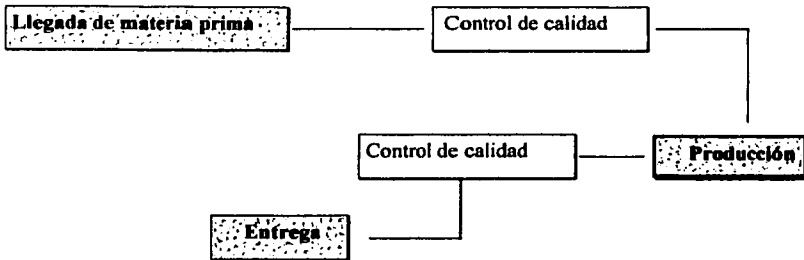 Llegada de materia prima
Control de calidad
Control de calidad
Producción
Entrega